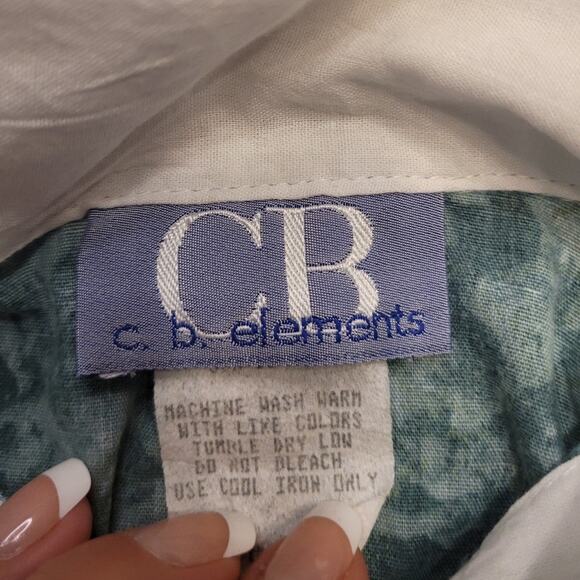 CB
c. b. elements
MACHINE WASH WARM
WITH LIKE COLORS
TUMBLE DRY LOW
DO NOT BLEACH
USE COOL IRON ONLY